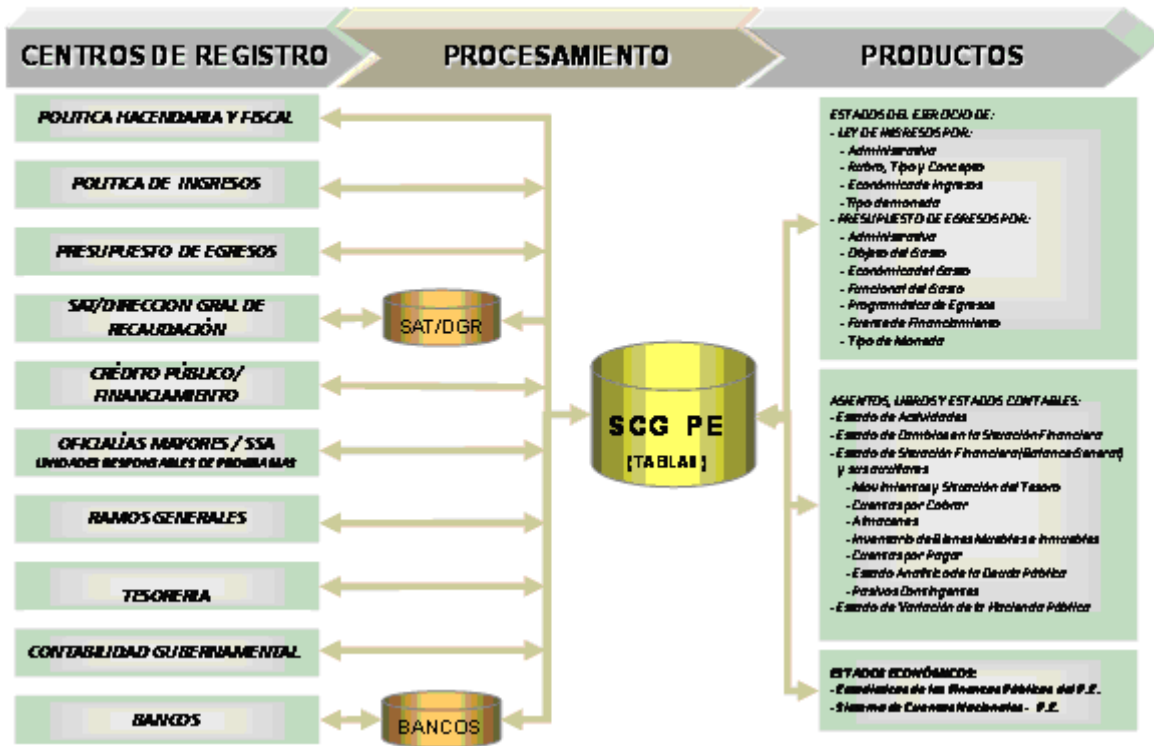 CENTROS DE REGISTRO
PROCESAMIENTO
PRODUCTOS
POLITICA HACENDARIA Y FISCAL
POLITICA DE INGRESOS
PRESUPUESTO DE EGRESOS
SAT/DIRECCION GRAL DE
RECAUDACIÓN
CRÉDITO PÚBLICO/
FINANCIAMIENTO
OFICIALÍAS MAYORES / SSA
UNIDADES RESPONSABLES DE PROGRAMAS
RAMOS GENERALES
TESORERIA
CONTABILIDAD GUBERNAMENTAL
BANCOS
SAT/DGR
BANCOS
SCG PE
(TABLAS)
ESTADOS DEL EJERCICIO DE:
- LEY DE INGRESOS POR:
- Administrativa
- Rubro, Tipo y Concepto
- Económica de Ingresos
- Tipo de moneda
- PRESUPUESTO DE EGRESOS POR:
- Administrativa
- Objeto del Gasto
- Económica del Gasto
- Funcional del Gasto
- Programática de Egresos
- Fuente de Financiamiento
- Tipo de Moneda
ASIENTOS, LIBROS Y ESTADOS CONTABLES:
- Estado de Actividades
- Estado de Cambios en la Situación Financiera
- Estado de Situación Financiera (Balance General)
y sus auxiliares
- Movimientos y Situación del Tesoro
- Cuentas por Cobrar
- Almacenes
- Inventario de Bienes Muebles e Inmuebles
- Cuentas por Pagar
- Estado Analítico de la Deuda Pública
- Pasivos Contingentes
- Estado de Variación de la Hacienda Pública
ESTADOS ECONÓMICOS:
- Estadísticas de las Finanzas Públicas del P.E.
- Sistema de Cuentas Nacionales - P.E.